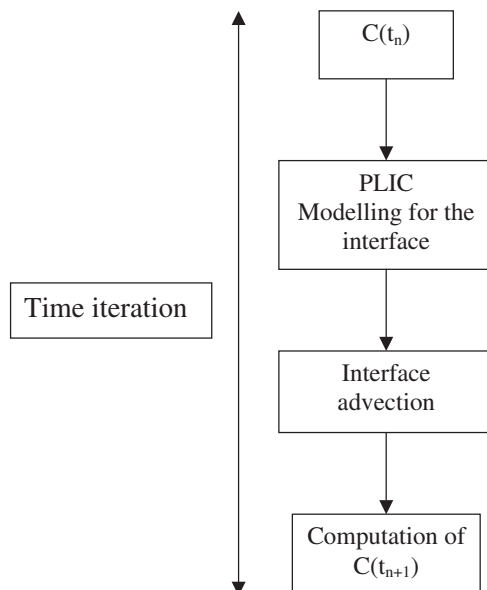 C(tₙ)
PLIC
Modelling for the
interface
Time iteration
Interface
advection
Computation of
C(tₙ₊₁)